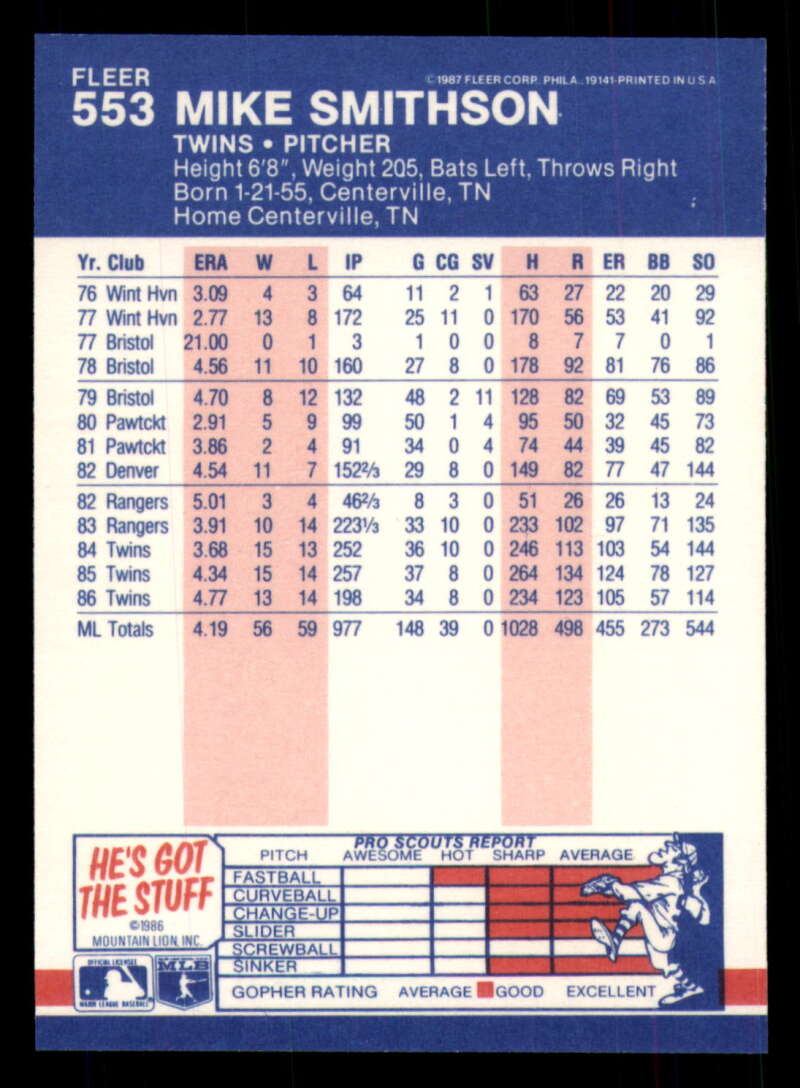 FLEER
©1987 FLEER CORP. PHILA., 19141-PRINTED IN U S A
553 MIKE SMITHSON
TWINS • PITCHER
Height 6'8", Weight 205, Bats Left, Throws Right
Born 1-21-55, Centerville, TN
Home Centerville, TN
Yr. Club ERA W L IP G CG SV H R ER BB SO
76 Wint Hvn 3.09 4 3 64 11 2 1 63 27 22 20 29
77 Wint Hvn 2.77 13 8 172 25 11 0 170 56 53 41 92
77 Bristol 21.00 0 1 3 1 0 0 8 7 7 0 1
78 Bristol 4.56 11 10 160 27 8 0 178 92 81 76 86
79 Bristol 4.70 8 12 132 48 2 11 128 82 69 53 89
80 Pawtckt 2.91 5 9 99 50 1 4 95 50 32 45 73
81 Pawtckt 3.86 2 4 91 34 0 4 74 44 39 45 82
82 Denver 4.54 11 7 152⅔ 29 8 0 149 82 77 47 144
82 Rangers 5.01 3 4 46⅔ 8 3 0 51 26 26 13 24
83 Rangers 3.91 10 14 223⅓ 33 10 0 233 102 97 71 135
84 Twins 3.68 15 13 252 36 10 0 246 113 103 54 144
85 Twins 4.34 15 14 257 37 8 0 264 134 124 78 127
86 Twins 4.77 13 14 198 34 8 0 234 123 105 57 114
ML Totals 4.19 56 59 977 148 39 0 1028 498 455 273 544
HE'S GOT
THE STUFF
©1986
MOUNTAIN LION, INC.
PRO SCOUTS REPORT
PITCH AWESOME HOT SHARP AVERAGE
FASTBALL
CURVEBALL
CHANGE-UP
SLIDER
SCREWBALL
SINKER
GOPHER RATING AVERAGE GOOD EXCELLENT
OFFICIAL LICENSEE
MAJOR LEAGUE BASEBALL
MLB